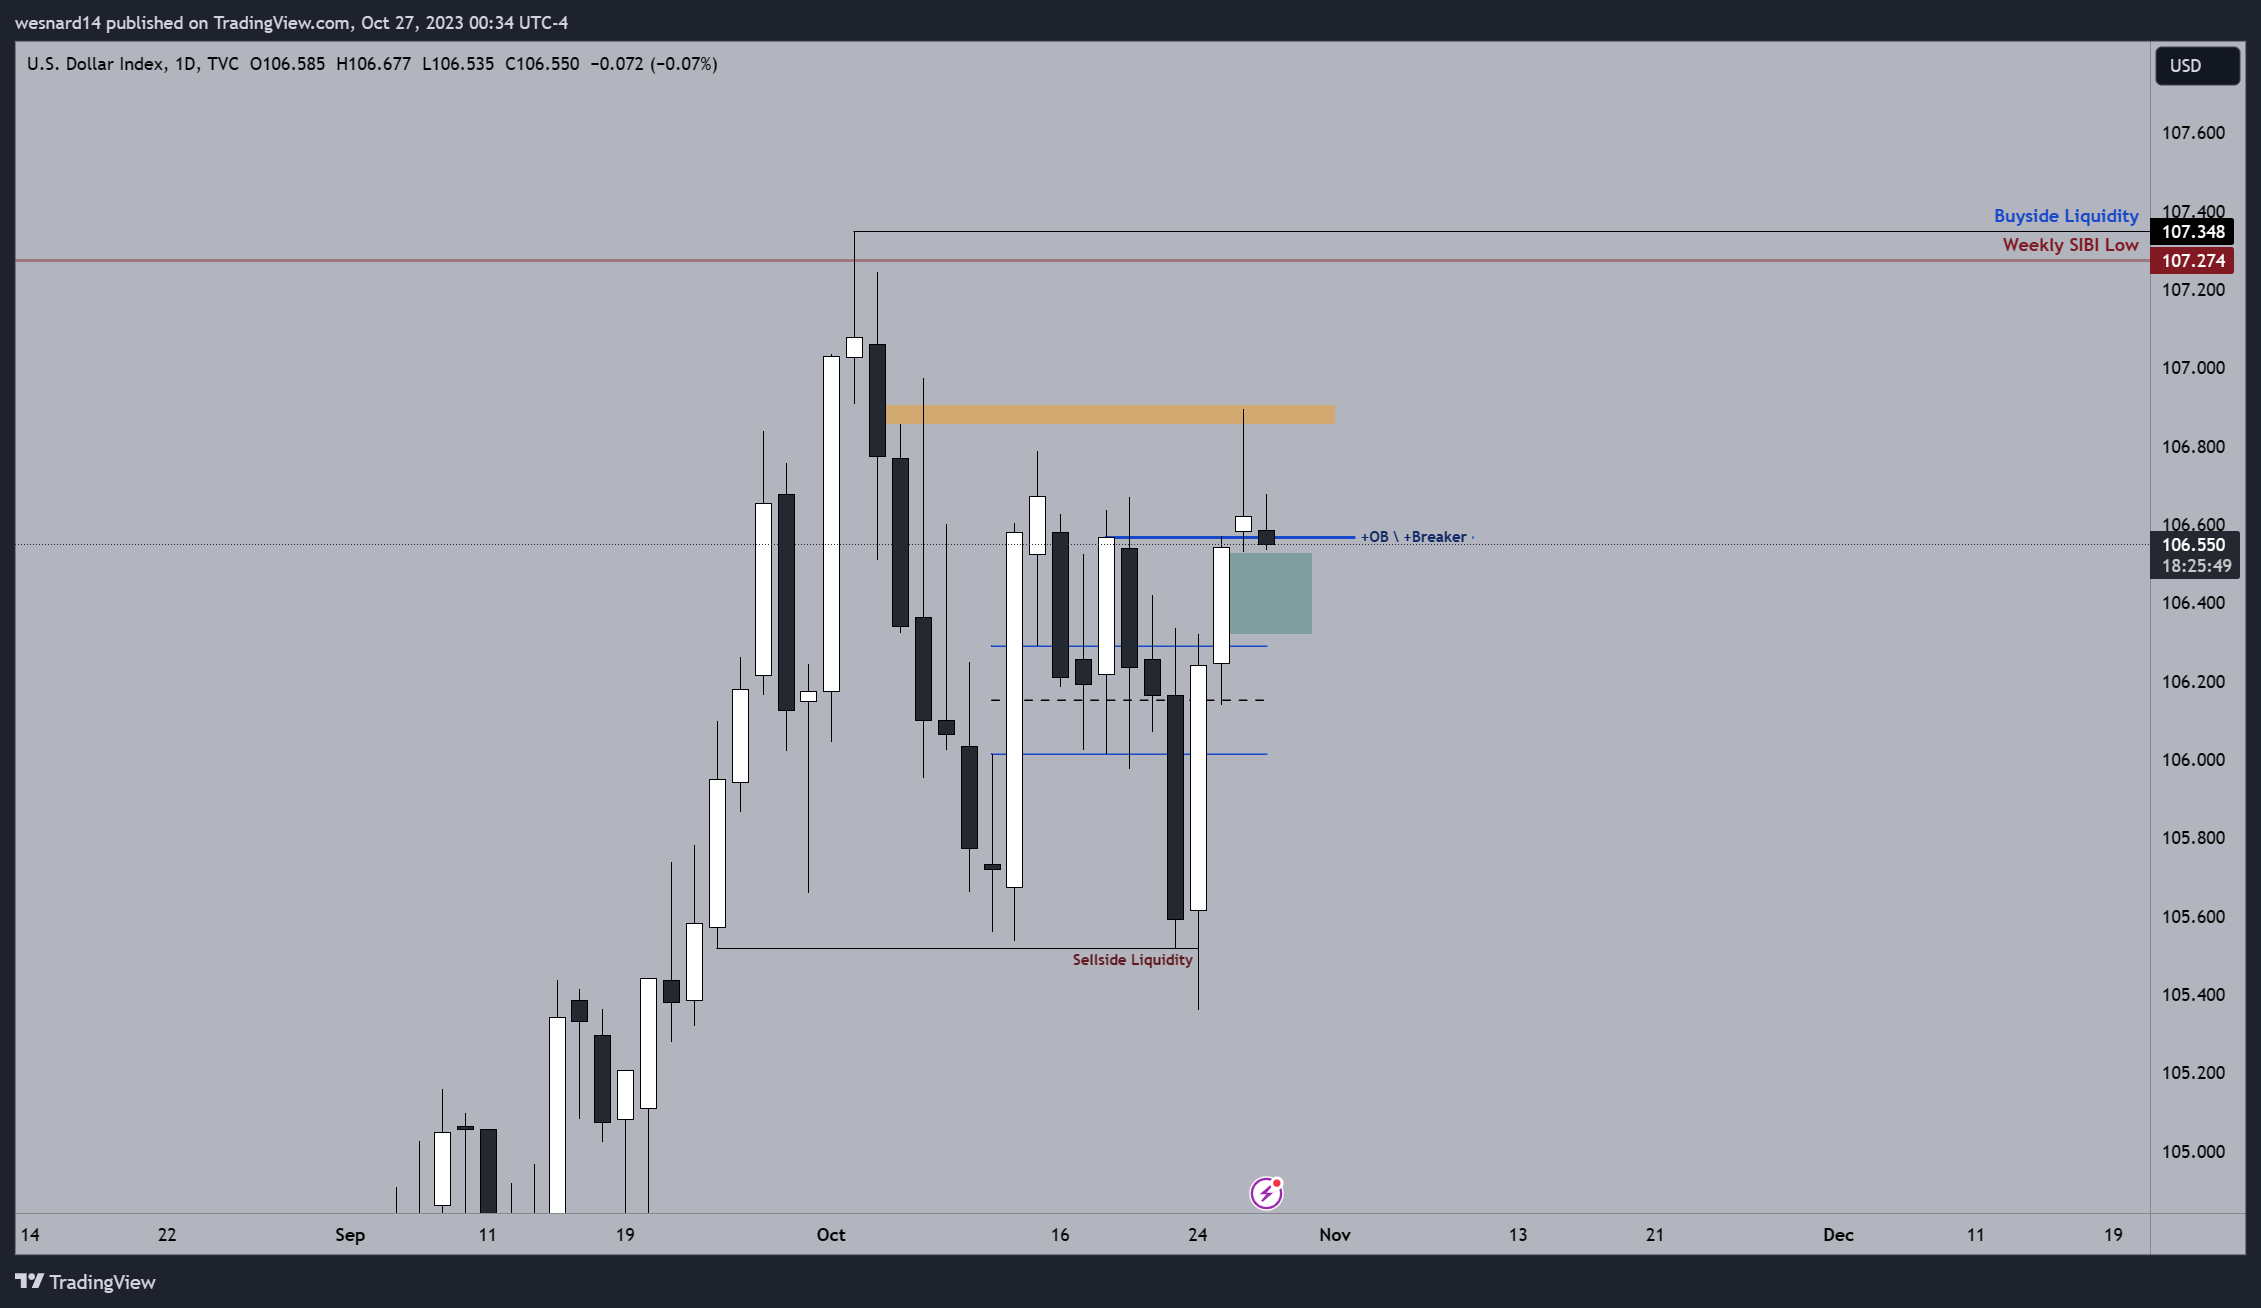 wesnard14 published on TradingView.com, Oct 27, 2023 00:34 UTC-4
U.S. Dollar Index, 1D, TVC O106.585 H106.677 L106.535 C106.550 −0.072 (−0.07%)
USD
107.600
107.400
Buyside Liquidity
107.348
Weekly SIBI Low
107.274
107.200
107.000
106.800
106.600
+OB \ +Breaker
106.550
18:25:49
106.400
106.200
106.000
105.800
105.600
Sellside Liquidity
105.400
105.200
105.000
14 22 Sep 11 19 Oct 16 24 Nov 13 21 Dec 11 19
TradingView